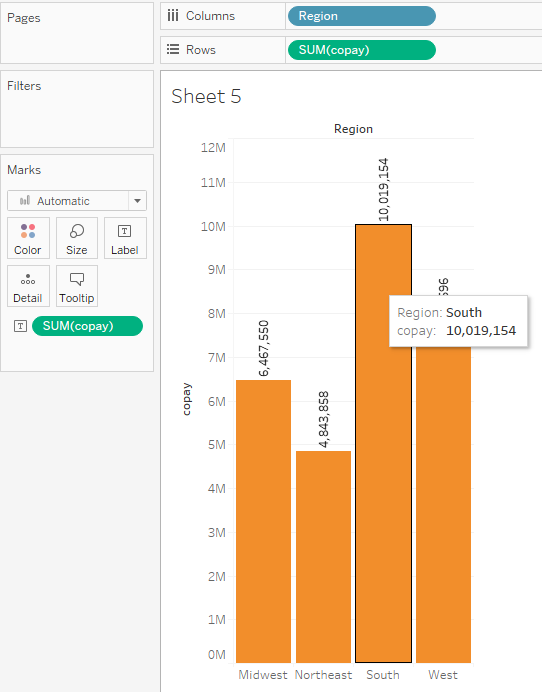 Pages
Columns
Region
Rows
SUM(copay)
Filters
Marks
Automatic
Color
Size
Label
Detail
Tooltip
SUM(copay)
Sheet 5
Region
12M
11M
10M
9M
8M
7M
6M
5M
4M
3M
2M
1M
0M
copay
6,467,550
4,843,858
10,019,154
Region: South
copay: 10,019,154
Midwest Northeast South West